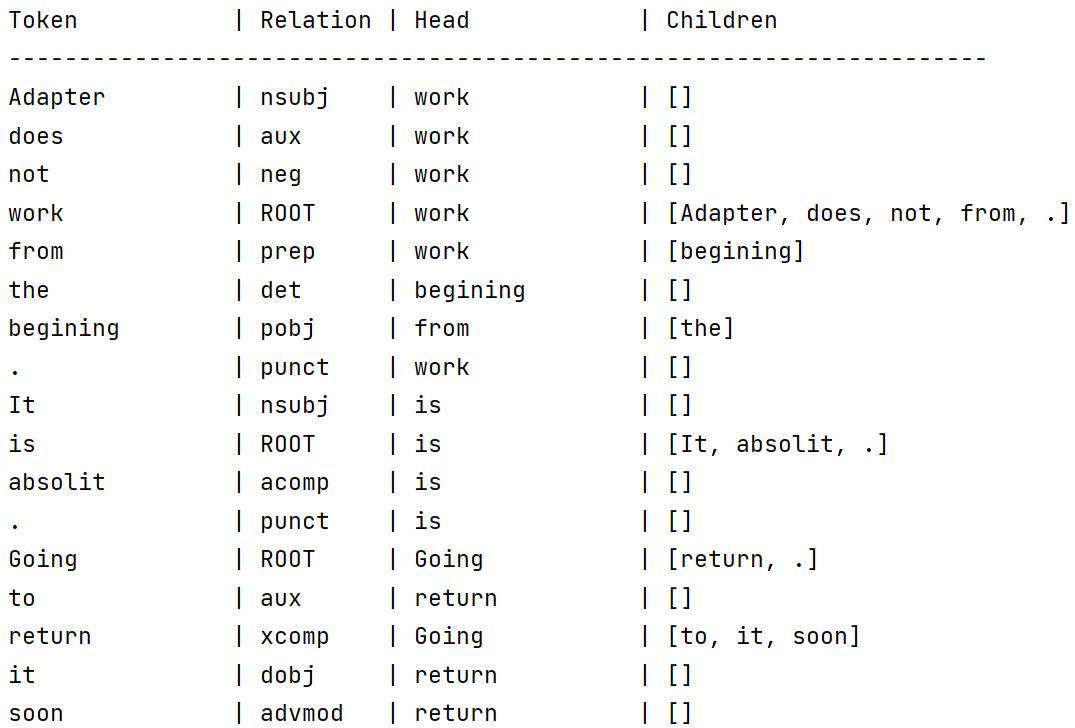 Token | Relation | Head | Children
----------------------------------------------------------------------
Adapter | nsubj | work | []
does | aux | work | []
not | neg | work | []
work | ROOT | work | [Adapter, does, not, from, .]
from | prep | work | [begining]
the | det | begining | []
begining | pobj | from | [the]
. | punct | work | []
It | nsubj | is | []
is | ROOT | is | [It, absolit, .]
absolit | acomp | is | []
. | punct | is | []
Going | ROOT | Going | [return, .]
to | aux | return | []
return | xcomp | Going | [to, it, soon]
it | dobj | return | []
soon | advmod | return | []